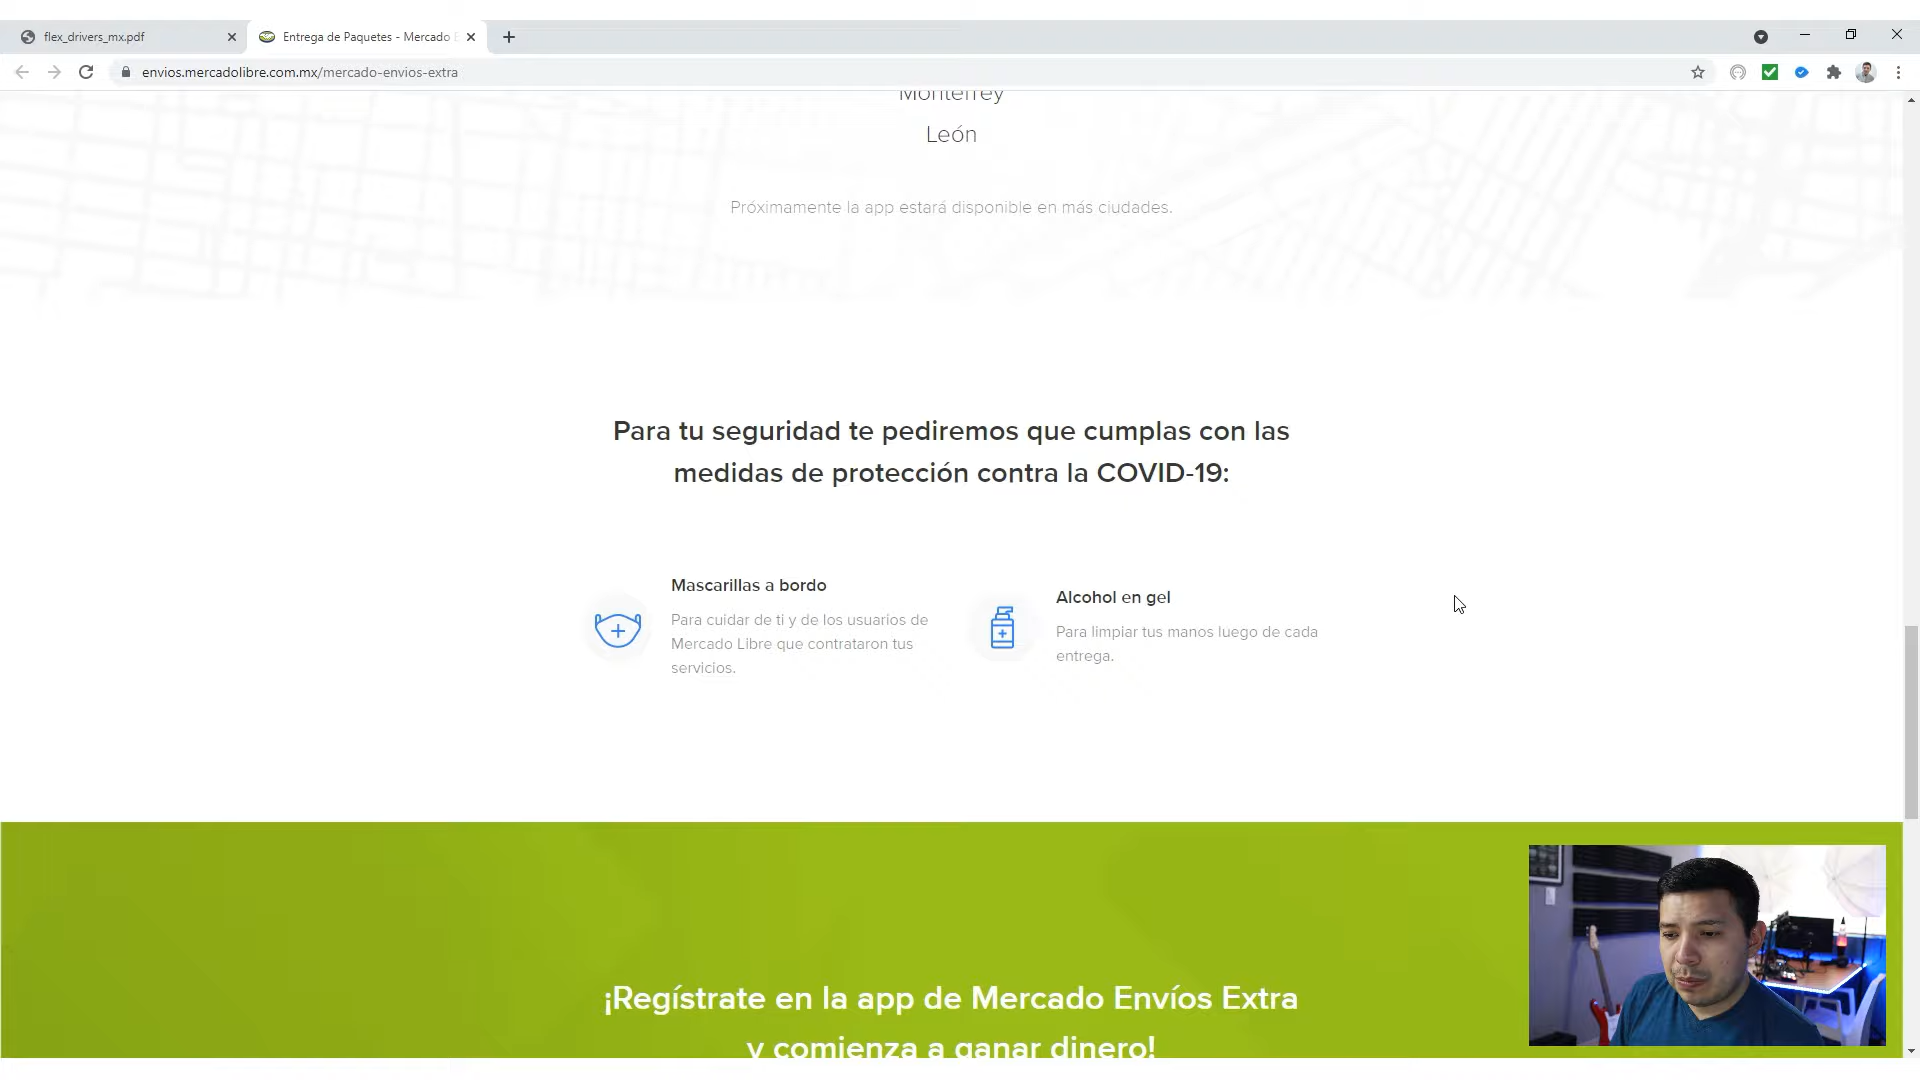 flex_drivers_mx.pdf
Entrega de Paquetes - Mercado E
envios.mercadolibre.com.mx/mercado-envios-extra
Monterrey
León
Próximamente la app estará disponible en más ciudades.
Para tu seguridad te pediremos que cumplas con las
medidas de protección contra la COVID-19:
Mascarillas a bordo
Para cuidar de ti y de los usuarios de
Mercado Libre que contrataron tus
servicios.
Alcohol en gel
Para limpiar tus manos luego de cada
entrega.
¡Regístrate en la app de Mercado Envíos Extra
y comienza a ganar dinero!